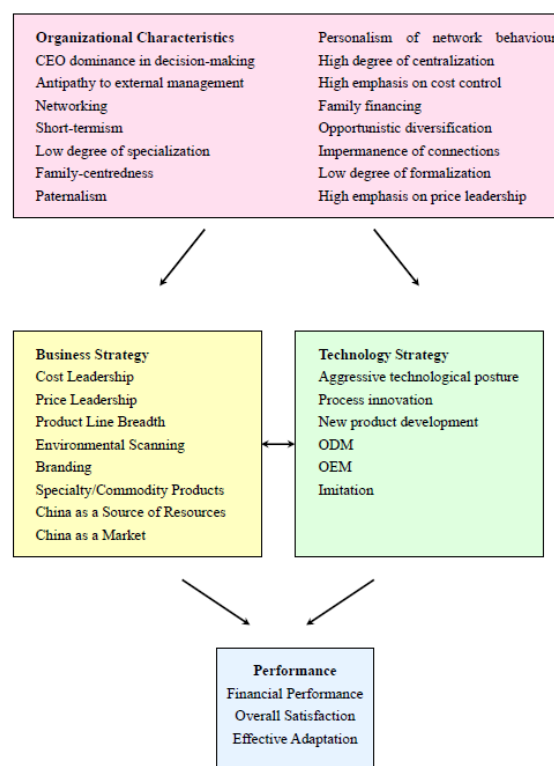 Organizational Characteristics
CEO dominance in decision-making
Antipathy to external management
Networking
Short-termism
Low degree of specialization
Family-centredness
Paternalism
Personalism of network behaviour
High degree of centralization
High emphasis on cost control
Family financing
Opportunistic diversification
Impermanence of connections
Low degree of formalization
High emphasis on price leadership
Business Strategy
Cost Leadership
Price Leadership
Product Line Breadth
Environmental Scanning
Branding
Specialty/Commodity Products
China as a Source of Resources
China as a Market
Technology Strategy
Aggressive technological posture
Process innovation
New product development
ODM
OEM
Imitation
Performance
Financial Performance
Overall Satisfaction
Effective Adaptation